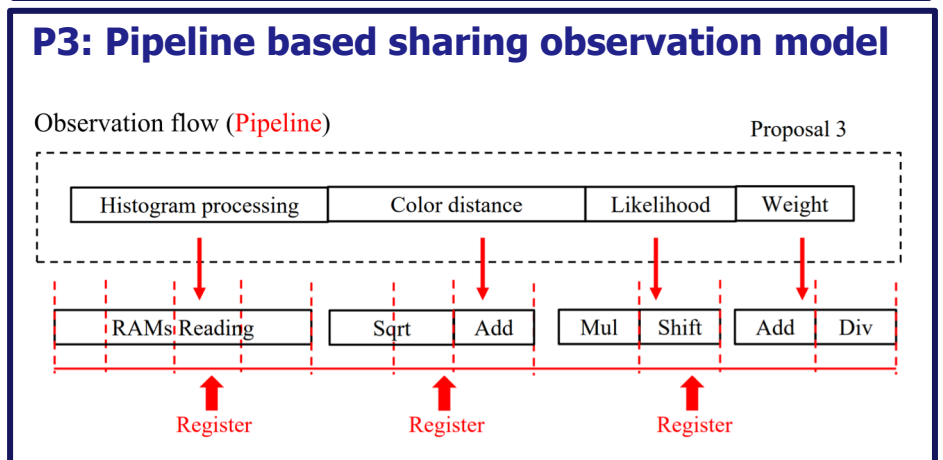 P3: Pipeline based sharing observation model
Observation flow (Pipeline)
Proposal 3
Histogram processing
Color distance
Likelihood
Weight
RAMs Reading
Sqrt
Add
Mul
Shift
Add
Div
Register
Register
Register